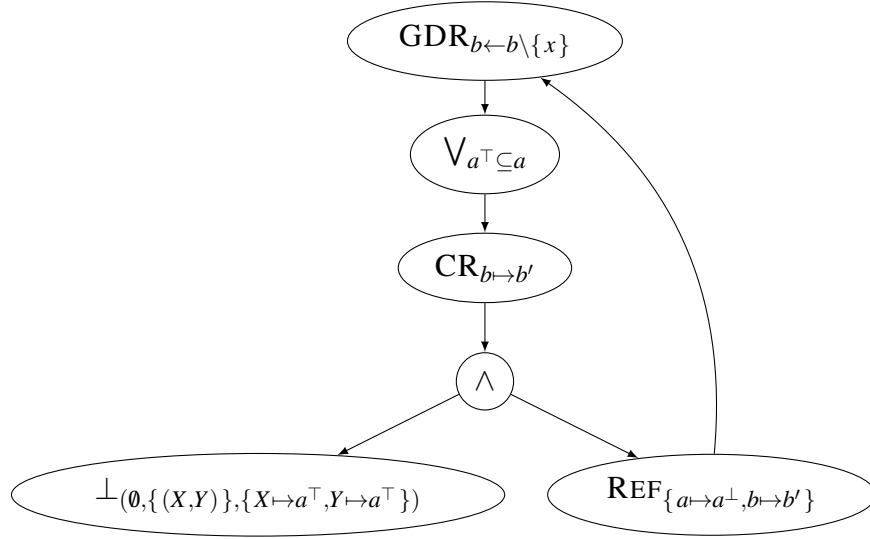 GDR_{b←b\{x}}
⋁_{a^⊤⊆a}
CR_{b↦b′}
∧
⊥_{(∅,{(X,Y)},{X↦a^⊤,Y↦a^⊤})}
REF_{{a↦a^⊥,b↦b′}}